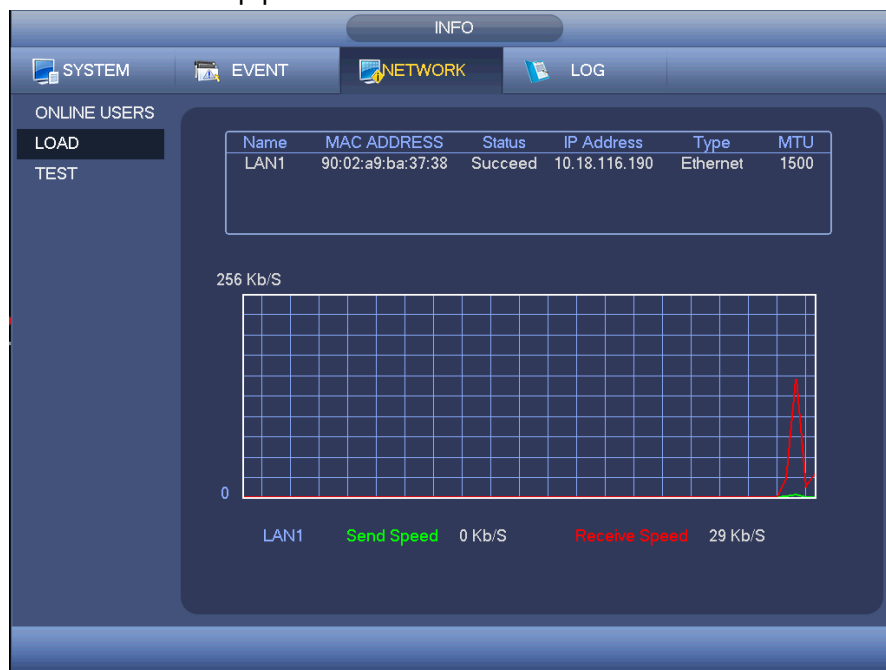 INFO
SYSTEM EVENT NETWORK LOG
ONLINE USERS
LOAD
TEST
Name MAC ADDRESS Status IP Address Type MTU
LAN1 90:02:a9:ba:37:38 Succeed 10.18.116.190 Ethernet 1500
256 Kb/S
0
LAN1 Send Speed 0 Kb/S Receive Speed 29 Kb/S